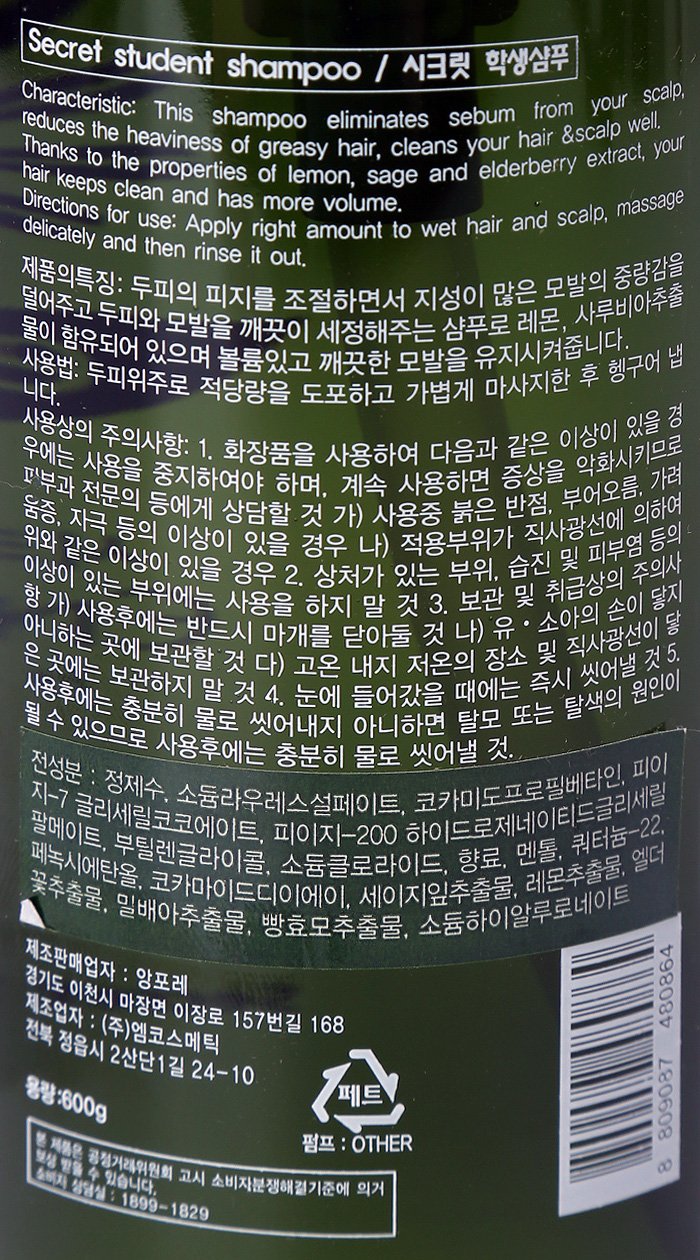 Secret student shampoo / 시크릿 학생샴푸
Characteristic: This shampoo eliminates sebum from your scalp,
reduces the heaviness of greasy hair, cleans your hair &scalp well.
Thanks to the properties of lemon, sage and elderberry extract, your
hair keeps clean and has more volume.
Directions for use: Apply right amount to wet hair and scalp, massage
delicately and then rinse it out.
제품의특징: 두피의 피지를 조절하면서 지성이 많은 모발의 중량감을
덜어주고 두피와 모발을 깨끗이 세정해주는 샴푸로 레몬, 사루비아추출
물이 함유되어 있으며 볼륨있고 깨끗한 모발을 유지시켜줍니다.
사용법: 두피위주로 적당량을 도포하고 가볍게 마사지한 후 헹구어 냅
니다.
사용상의 주의사항: 1. 화장품을 사용하여 다음과 같은 이상이 있을 경
우에는 사용을 중지하여야 하며, 계속 사용하면 증상을 악화시키므로
피부과 전문의 등에게 상담할 것 가) 사용중 붉은 반점, 부어오름, 가려
움증, 자극 등의 이상이 있을 경우 나) 적용부위가 직사광선에 의하여
위와 같은 이상이 있을 경우 2. 상처가 있는 부위, 습진 및 피부염 등의
이상이 있는 부위에는 사용을 하지 말 것 3. 보관 및 취급상의 주의사
항 가) 사용후에는 반드시 마개를 닫아둘 것 나) 유·소아의 손이 닿지
아니하는 곳에 보관할 것 다) 고온 내지 저온의 장소 및 직사광선이 닿
은 곳에는 보관하지 말 것 4. 눈에 들어갔을 때에는 즉시 씻어낼 것 5.
사용후에는 충분히 물로 씻어내지 아니하면 탈모 또는 탈색의 원인이
될 수 있으므로 사용후에는 충분히 물로 씻어낼 것.
전성분 : 정제수, 소듐라우레스설페이트, 코카미도프로필베타인, 피이
지-7 글리세릴코코에이트, 피이지-200 하이드로제네이티드글리세릴
팔메이트, 부틸렌글라이콜, 소듐클로라이드, 향료, 멘톨, 쿼터늄-22,
페녹시에탄올, 코카마이드디이에이, 세이지잎추출물, 레몬추출물, 엘더
꽃추출물, 밀배아추출물, 빵효모추출물, 소듐하이알루로네이트
제조판매업자 : 앙포레
경기도 이천시 마장면 이장로 157번길 168
제조업자 : (주)엠코스메틱
전북 정읍시 2산단1길 24-10
용량:600g
페트
펌프 : OTHER
본 제품은 공정거래위원회 고시 소비자분쟁해결기준에 의거
보상 받을 수 있습니다.
소비자 상담실 : 1899-1829
8 809087 480864